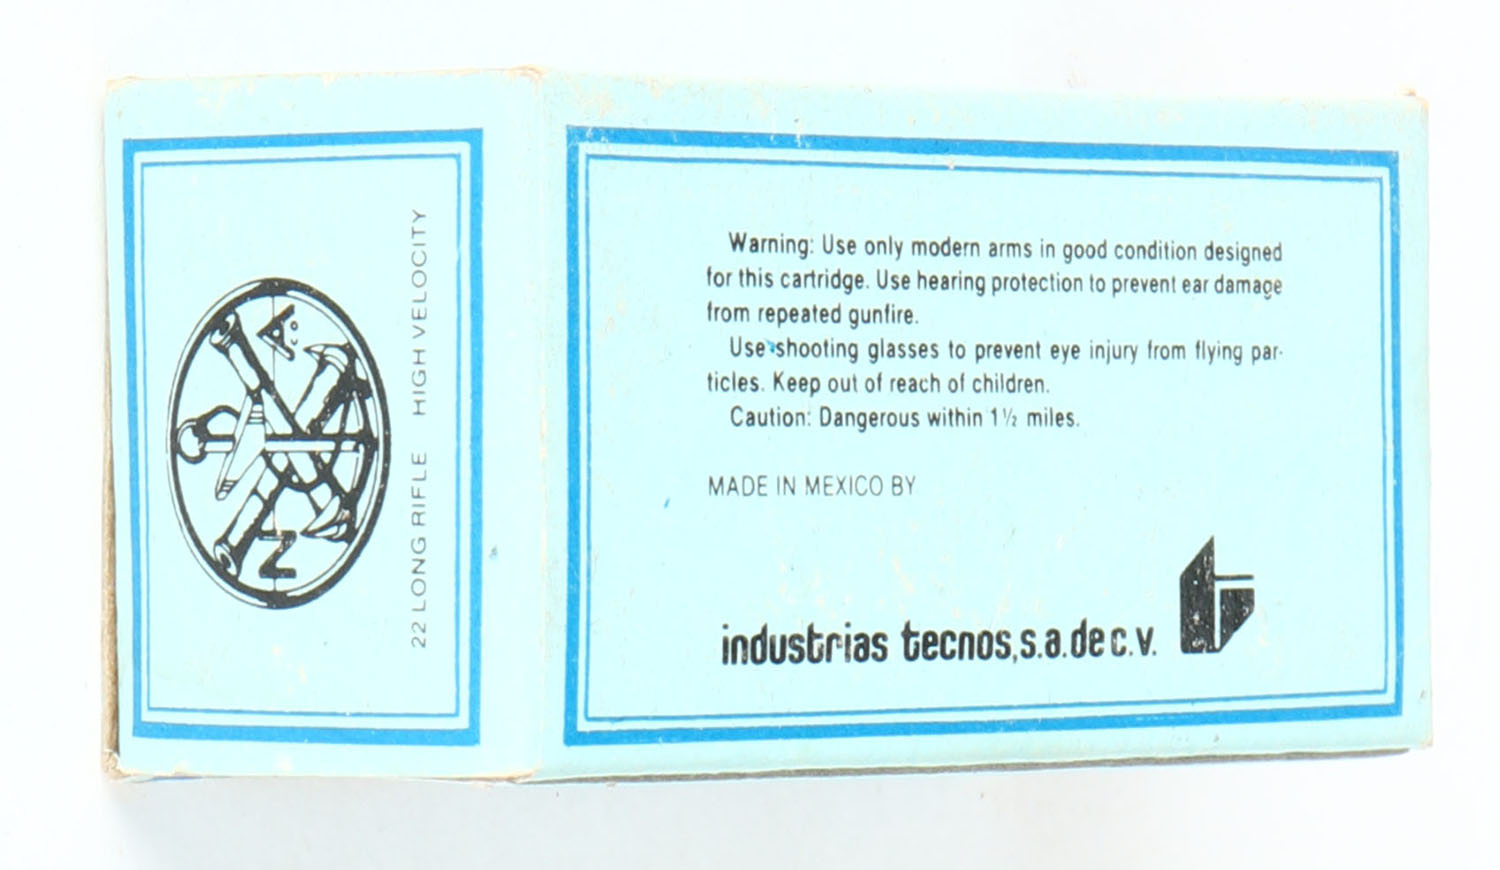 22 LONG RIFLE HIGH VELOCITY
A.
N
Warning: Use only modern arms in good condition designed
for this cartridge. Use hearing protection to prevent ear damage
from repeated gunfire.
Use shooting glasses to prevent eye injury from flying par-
ticles. Keep out of reach of children.
Caution: Dangerous within 1½ miles.
MADE IN MEXICO BY
industrias tecnos,s.a.de c.v.